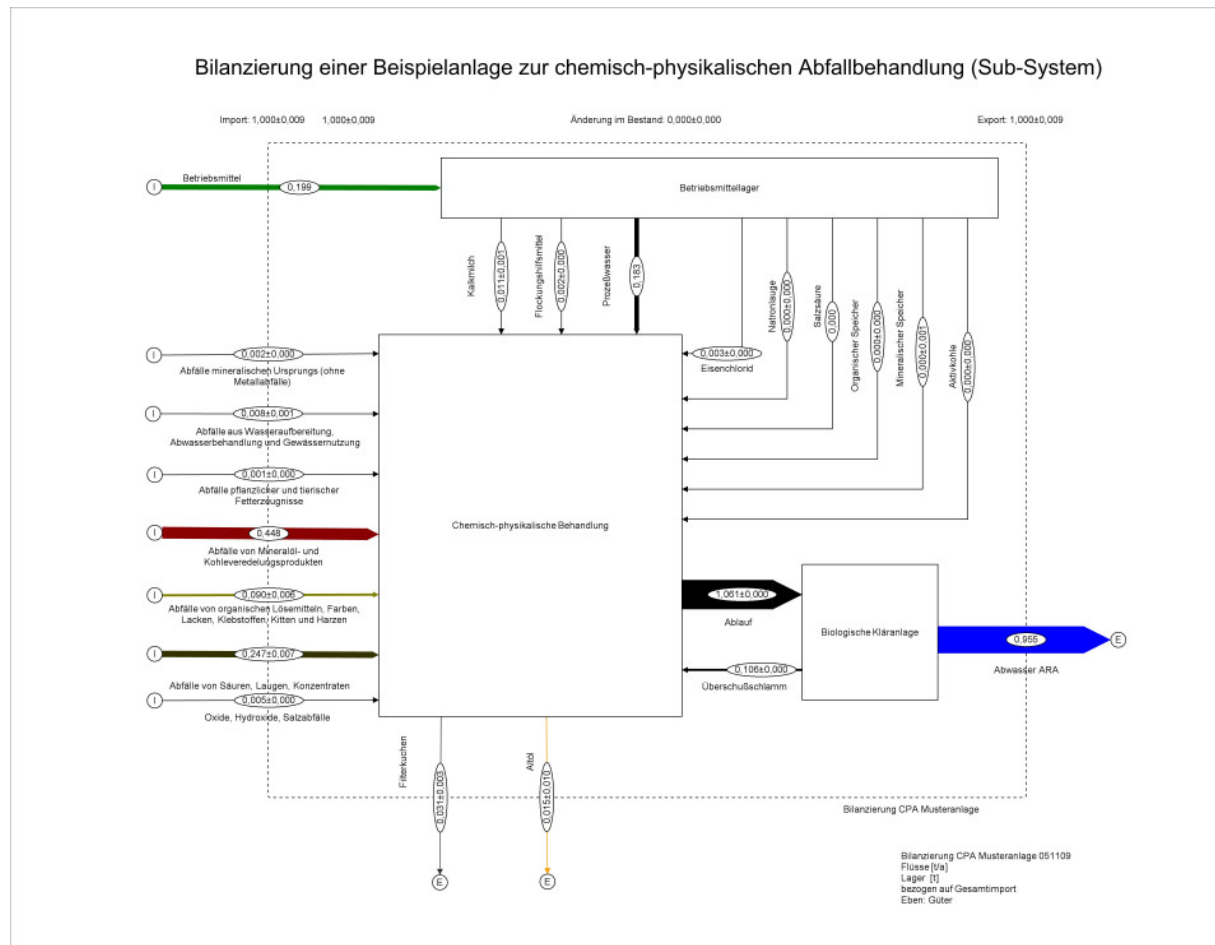 Bilanzierung einer Beispielanlage zur chemisch-physikalischen Abfallbehandlung (Sub-System)
Import: 1,000±0,009 1,000±0,009 Änderung im Bestand: 0,000±0,000 Export: 1,000±0,009
Betriebsmittel
I
0,199
Betriebsmittellager
Kalkmilch
0,011±0,001
Flockungshilfsmittel
0,002±0,000
Prozeßwasser
0,183
0,003±0,000
Eisenchlorid
Natronlauge
0,000±0,000
Salzsäure
0,000
Organischer Speicher
0,000±0,000
Mineralischer Speicher
0,000±0,001
Aktivkohle
0,000±0,000
I
0,002±0,000
Abfälle mineralischen Ursprungs (ohne
Metallabfälle)
I
0,008±0,001
Abfälle aus Wasseraufbereitung,
Abwasserbehandlung und Gewässernutzung
I
0,001±0,000
Abfälle pflanzlicher und tierischer
Fetterzeugnisse
I
0,448
Abfälle von Mineralöl- und
Kohleveredelungsprodukten
I
0,090±0,006
Abfälle von organischen Lösemitteln, Farben,
Lacken, Klebstoffen, Kitten und Harzen
I
0,247±0,007
Abfälle von Säuren, Laugen, Konzentraten
I
0,005±0,000
Oxide, Hydroxide, Salzabfälle
Chemisch-physikalische Behandlung
1,061±0,000
Ablauf
Biologische Kläranlage
0,106±0,000
Überschußschlamm
0,955
E
Abwasser ARA
Filterkuchen
0,031±0,003
E
Altöl
0,015±0,010
E
Bilanzierung CPA Musteranlage
Bilanzierung CPA Musteranlage 051109
Flüsse [t/a]
Lager [t]
bezogen auf Gesamtimport
Eben: Güter